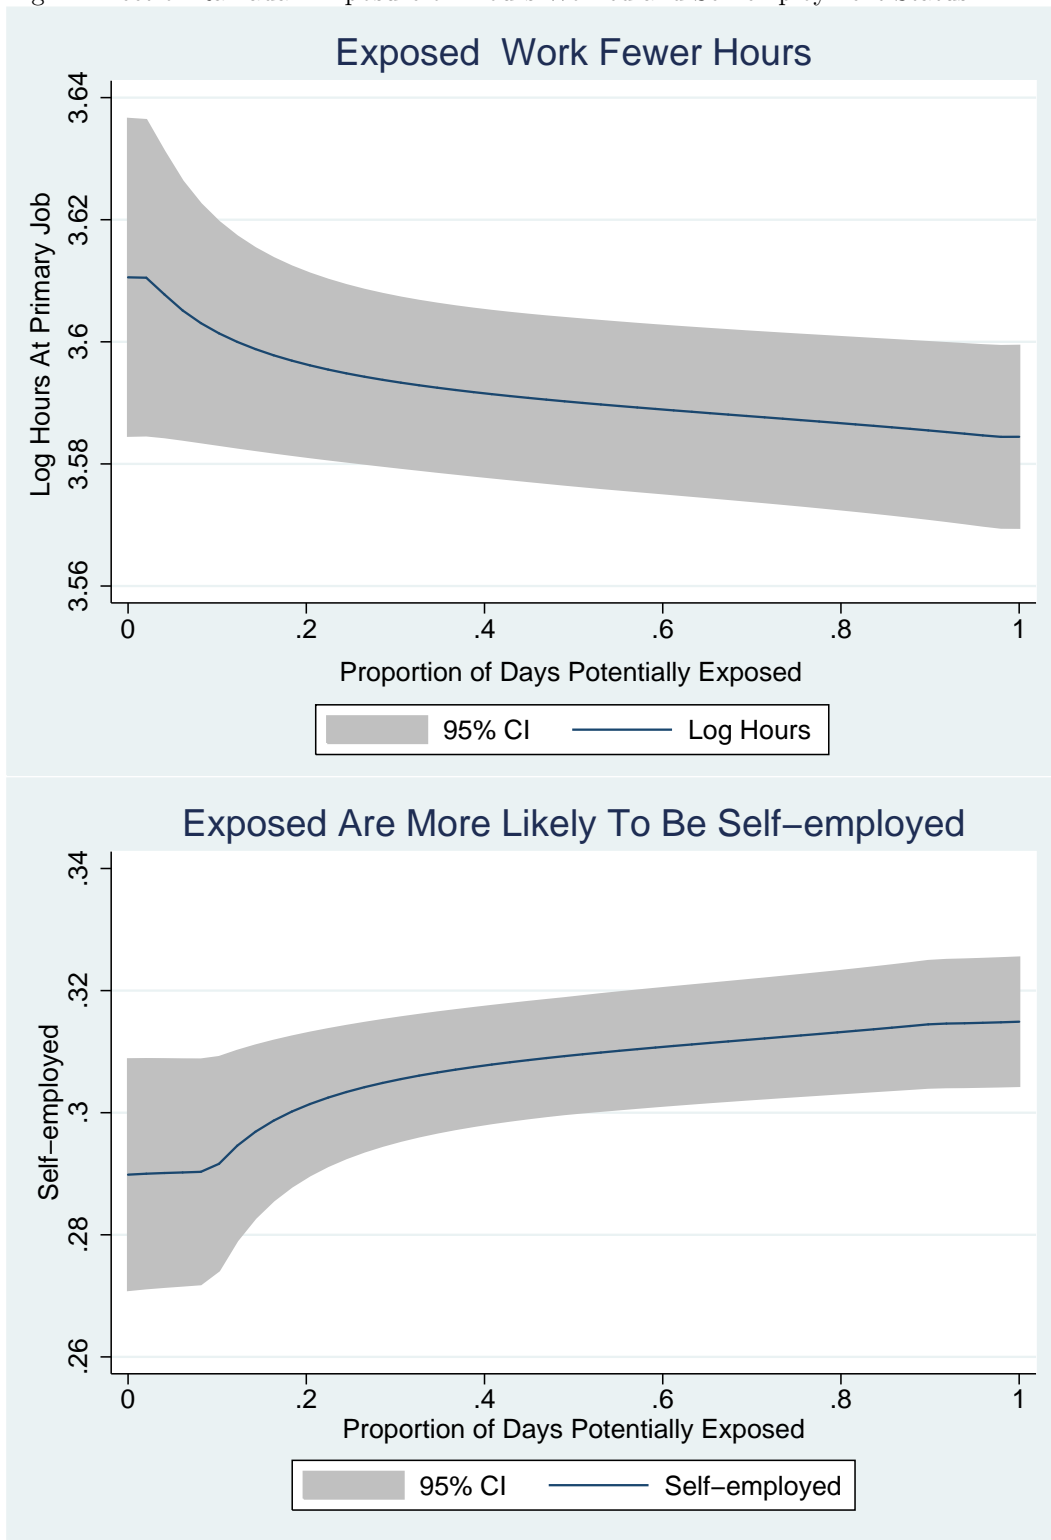 Exposed Work Fewer Hours
Log Hours At Primary Job
3.64
3.62
3.6
3.58
3.56
0 .2 .4 .6 .8 1
Proportion of Days Potentially Exposed
95% CI Log Hours
Exposed Are More Likely To Be Self−employed
Self−employed
.34
.32
.3
.28
.26
0 .2 .4 .6 .8 1
Proportion of Days Potentially Exposed
95% CI Self−employed